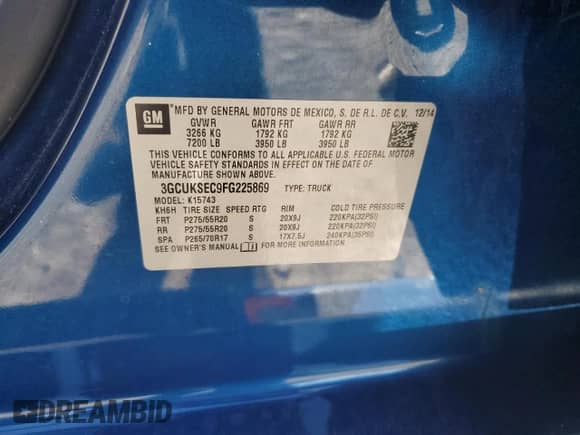 GM
MFD BY GENERAL MOTORS DE MEXICO, S. DE R.L. DE C.V. 12/14
GVWR GAWR FRT GAWR RR
3266 KG 1792 KG 1792 KG
7200 LB 3950 LB 3950 LB
THIS VEHICLE CONFORMS TO ALL APPLICABLE U.S. FEDERAL MOTOR
VEHICLE SAFETY STANDARDS IN EFFECT ON THE DATE OF
MANUFACTURE SHOWN ABOVE.
3GCUKSEC9FG225869 TYPE: TRUCK
MODEL: K15743
KH6H TIRE SIZE SPEED RTG RIM COLD TIRE PRESSURE
FRT P275/55R20 S 20X9J 220KPA(32PSI)
RR P275/55R20 S 20X9J 220KPA(32PSI)
SPA P265/70R17 S 17X7.5J 240KPA(35PSI)
SEE OWNER'S MANUAL FOR MORE INFORMATION.
DREAMBID